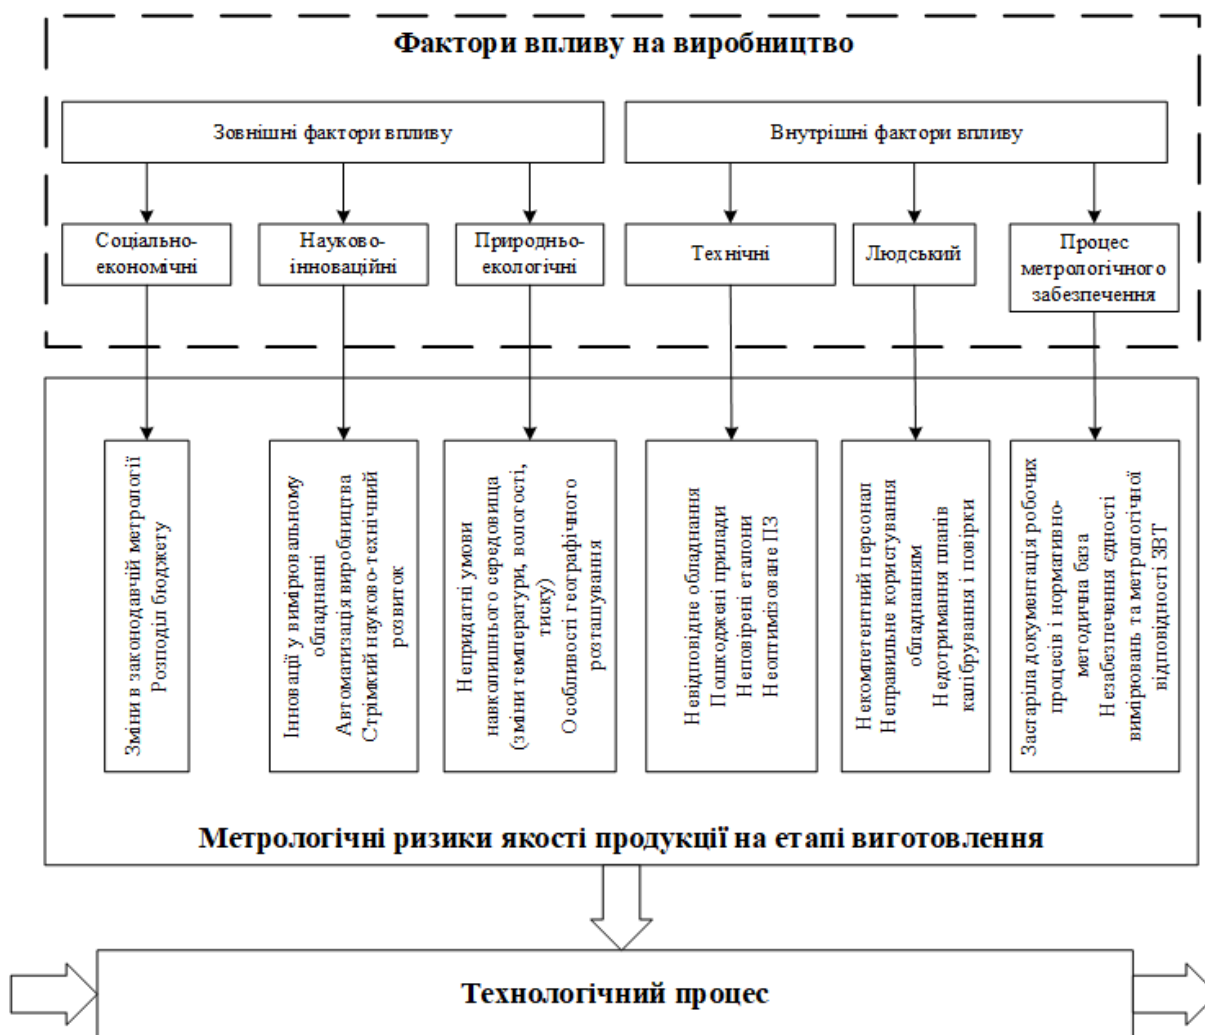 Фактори впливу на виробництво
Зовнішні фактори впливу
Внутрішні фактори впливу
Соціально-
економічні
Науково-
інноваційні
Природньо-
екологічні
Технічні
Людський
Процес
метрологічного
забезпечення
Зміни в законодавчій метрології
Розподіл бюджету
Інновації у вимірювальному
обладнанні
Автоматизація виробництва
Стрімкий науково-технічний
розвиток
Непридатні умови
навколишнього середовища
(зміни температури, вологості,
тиску)
Особливості географічного
розташування
Невідповідне обладнання
Пошкоджені прилади
Неповірені еталони
Неоптимізоване ПЗ
Некомпетентний персонал
Неправильне користування
обладнанням
Недотримання планів
калібрування і повірки
Застаріла документація робочих
процесів і нормативно-
методична база
Незабезпечення єдності
вимірювань та метрологічної
відповідності ЗВТ
Метрологічні ризики якості продукції на етапі виготовлення
Технологічний процес